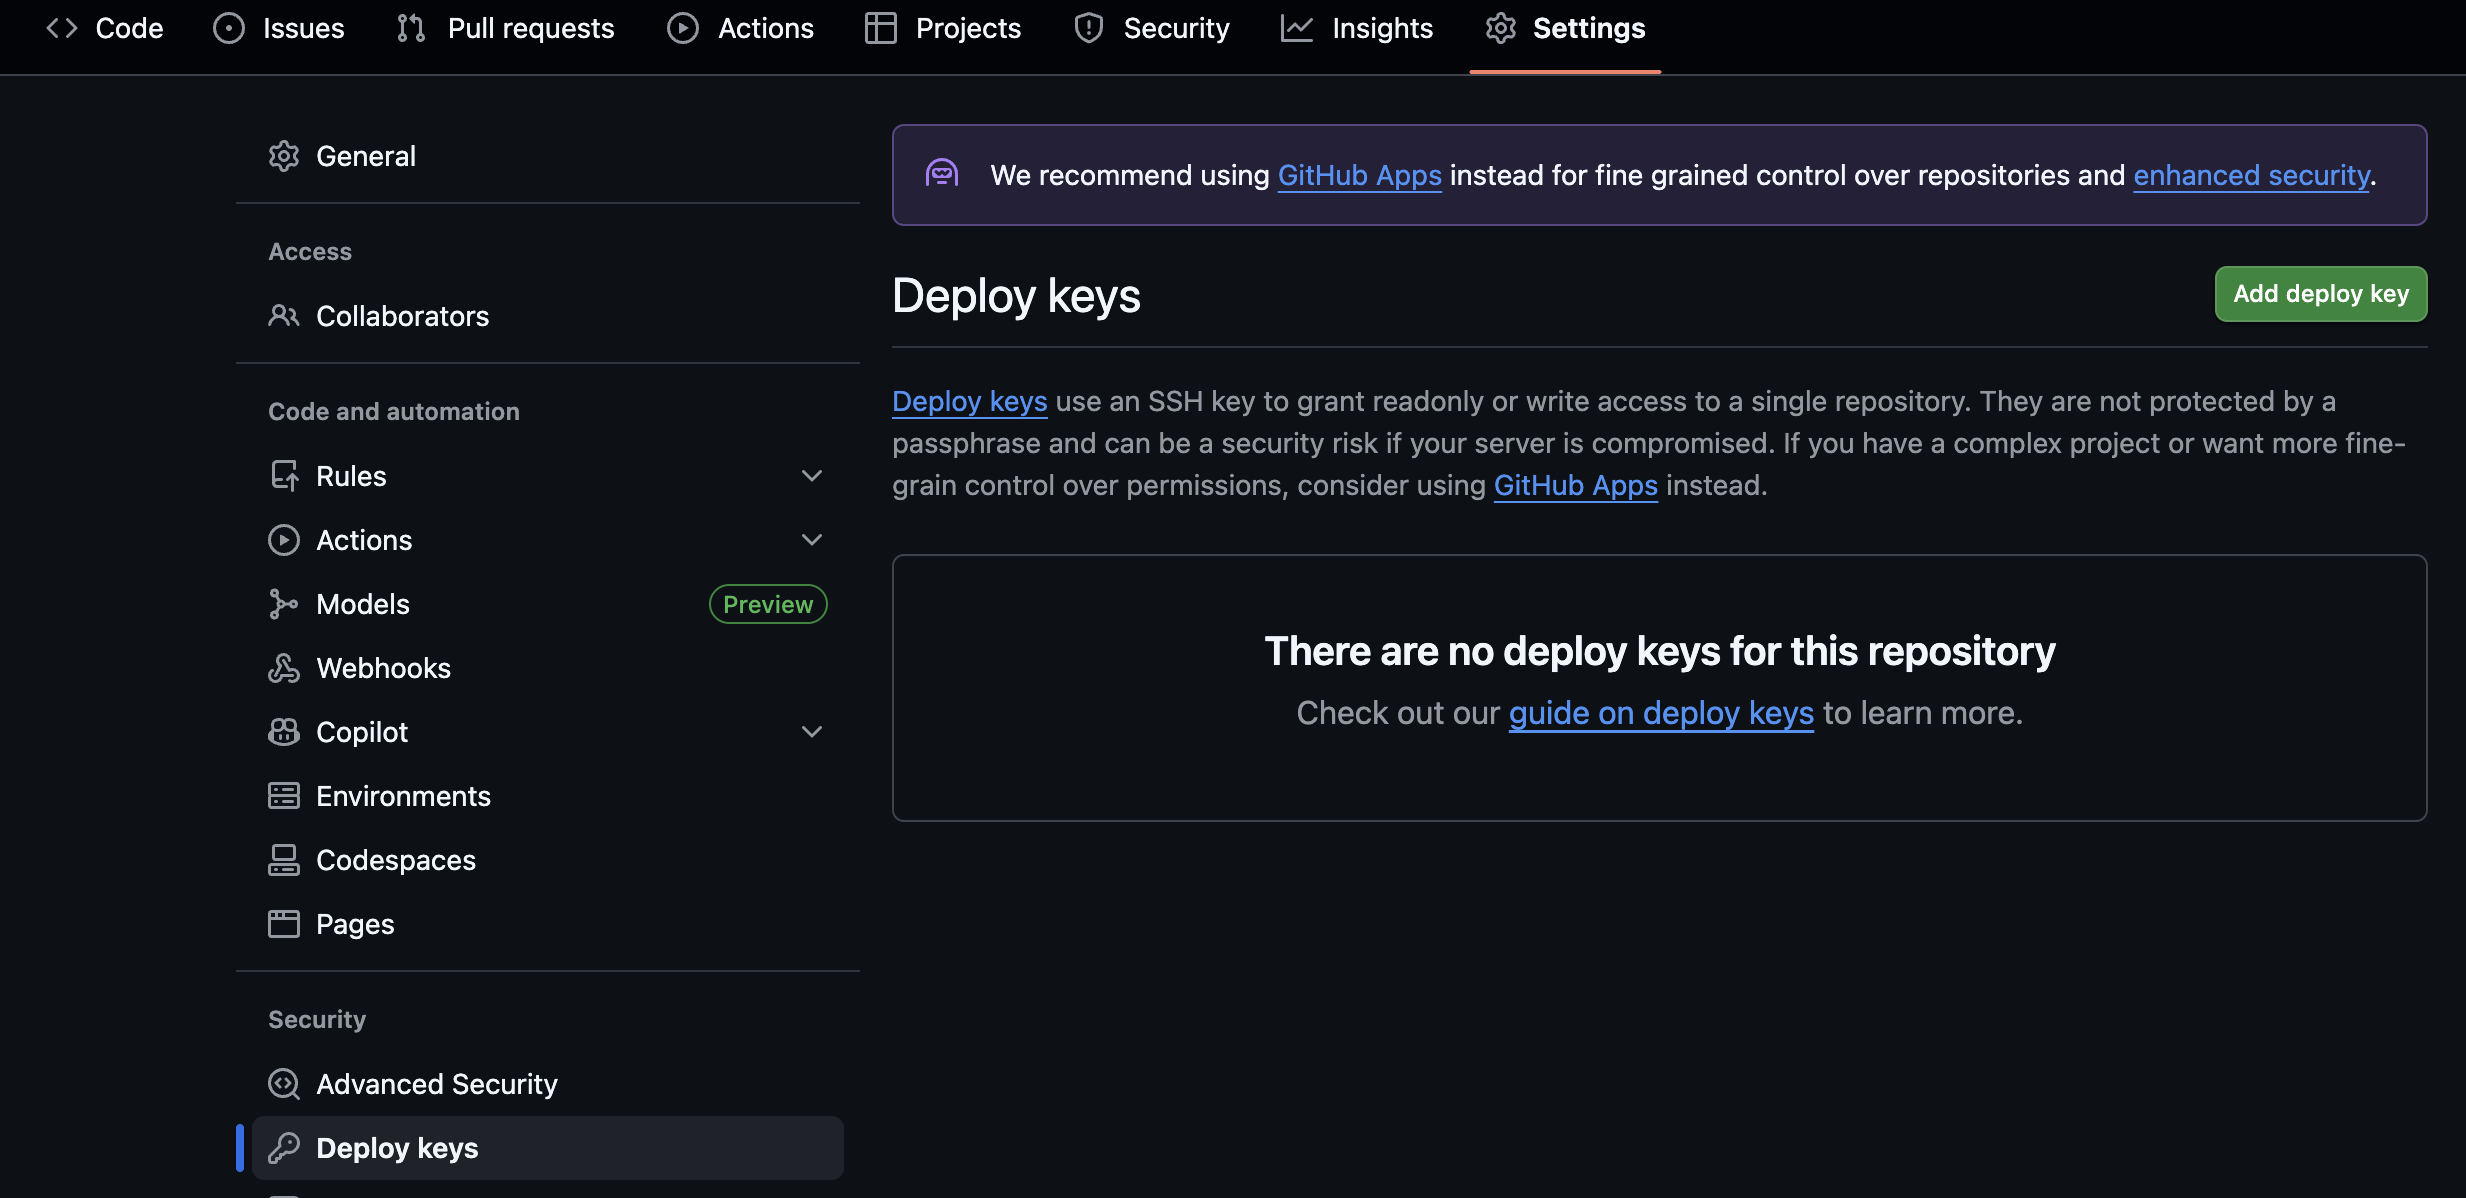 Code Issues Pull requests Actions Projects Security Insights Settings
General
Access
Collaborators
Code and automation
Rules
Actions
Models Preview
Webhooks
Copilot
Environments
Codespaces
Pages
Security
Advanced Security
Deploy keys
We recommend using GitHub Apps instead for fine grained control over repositories and enhanced security.
Deploy keys
Add deploy key
Deploy keys use an SSH key to grant readonly or write access to a single repository. They are not protected by a
passphrase and can be a security risk if your server is compromised. If you have a complex project or want more fine-
grain control over permissions, consider using GitHub Apps instead.
There are no deploy keys for this repository
Check out our guide on deploy keys to learn more.